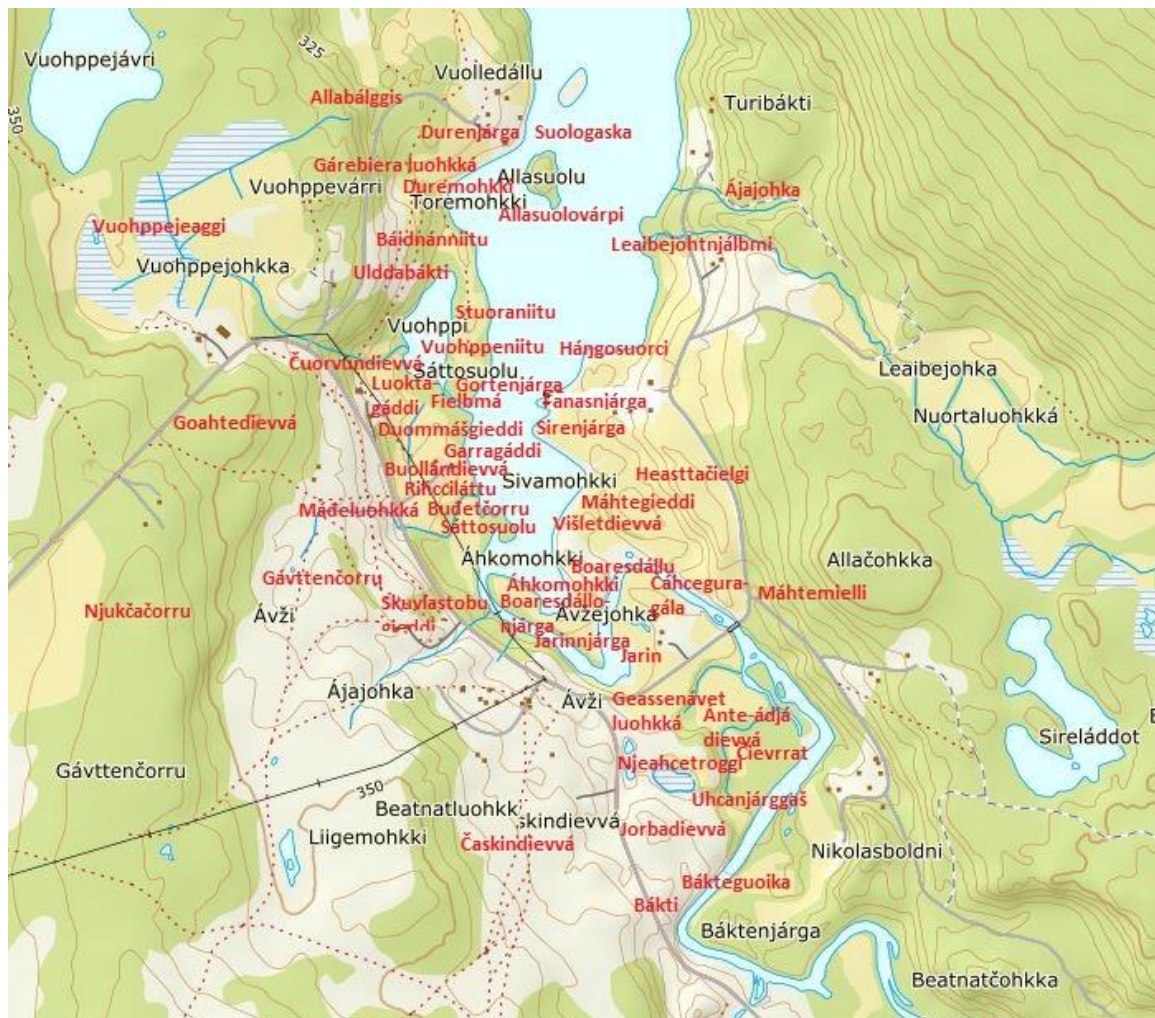 325
Vuohppejávri
Vuolledállu
Allabálggis
Turibákti
350
Durenjárga
Suologaska
Gárebiera luohkká
Allasuolu
Vuohppevárri
Duremohkki
Toremohkki
Ájajohka
Allasuolovárpi
Vuohppejeaggi
Báidnanniitu
Leaibejohtnjálbmi
Vuohppejohkka
Ulddabákti
Stuoraniitu
Vuohppi
Vuohppeniitu
Hángosuorci
Čuorvundievvá
Sáttosuolu
Leaibejohka
Luokta-
gáddi
Gortenjárga
Fielbmá
Fanasnjárga
Nuortaluohkká
Goahtedievvá
Duommášgieddi
Sirenjárga
Garragáddi
Buollándievvá
Sivamohkki
Heasttačielgi
Rihcciláttu
Máđeluohkká
Budetčorru
Máhtegieddi
Sáttosuolu
Višletdievvá
Áhkomohkki
Boaresdállu
Allačohkka
Gávttenčorru
Áhkomohkki
Čáhcegura-
gála
Máhtemielli
Njukčačorru
Ávži
Skuvlastobu
gieddi
Boaresdállo-
njárga
Ávžejohka
Jarinnjárga
Jarin
Ájajohka
Ávži
Geassenávet
luohkká
Ante-ádjá
dievvá
Čievrrat
Sireláddot
Gávttenčorru
Njeahcetroggi
350
Uhcanjárggaš
Beatnatluohkk
skindievvá
Jorbadievvá
Liigemohkki
Časkindievvá
Nikolasboldni
Bákteguoika
Bákti
Báktenjárga
Beatnatčohkka